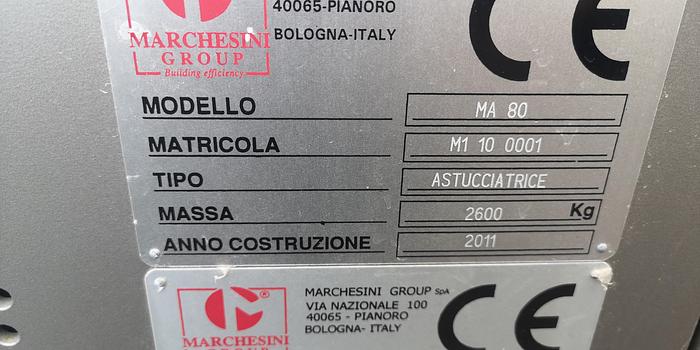 40065-PIANORO
BOLOGNA-ITALY
MARCHESINI
GROUP
Building efficiency
CE
MODELLO MA 80
MATRICOLA M1 10 0001
TIPO ASTUCCIATRICE
MASSA 2600 Kg
ANNO COSTRUZIONE 2011
MARCHESINI GROUP SpA
VIA NAZIONALE 100
40065 - PIANORO
BOLOGNA- ITALY
MARCHESINI
GROUP
CE